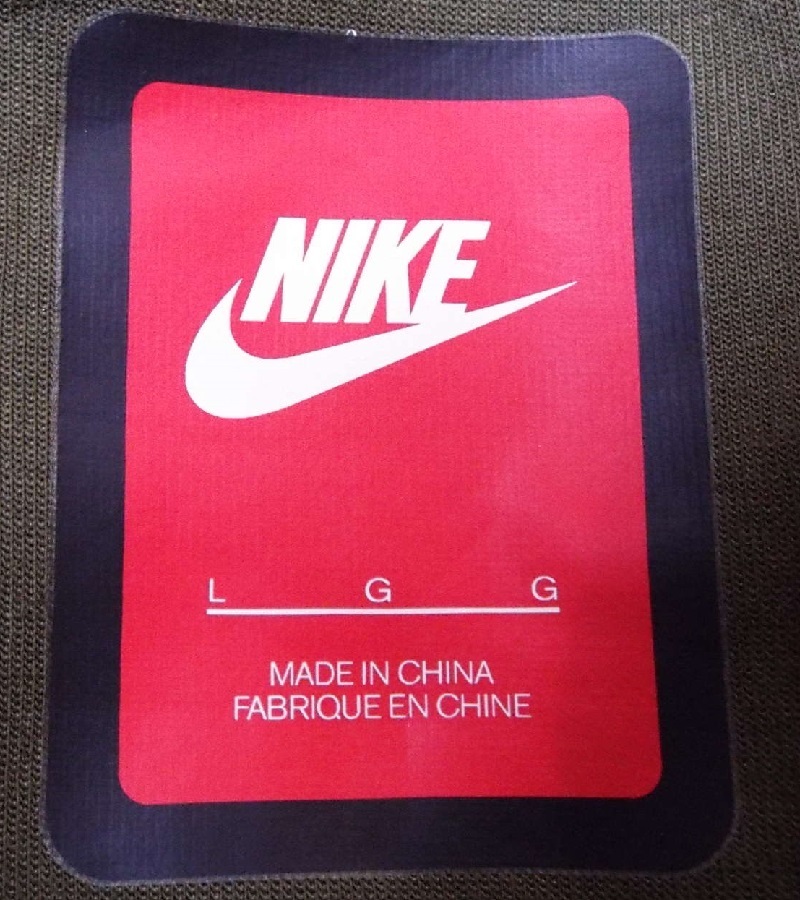 NIKE
L G G
MADE IN CHINA
FABRIQUE EN CHINE